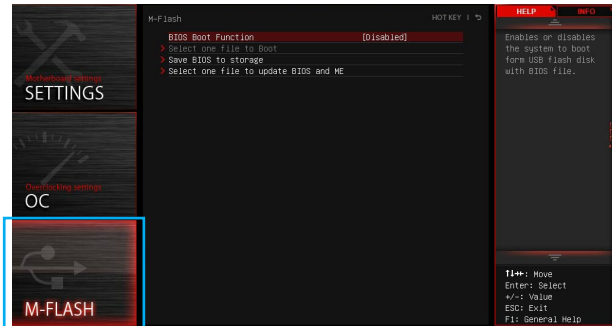 M-Flash
HOT KEY
HELP
INFO
BIOS Boot Function [Disabled]
Select one file to Boot
Save BIOS to storage
Select one file to update BIOS and ME
Motherboard settings
SETTINGS
Overclocking settings
OC
M-FLASH
Enables or disables
the system to boot
form USB flash disk
with BIOS file.
↑↓→←: Move
Enter: Select
+/-: Value
ESC: Exit
F1: General Help